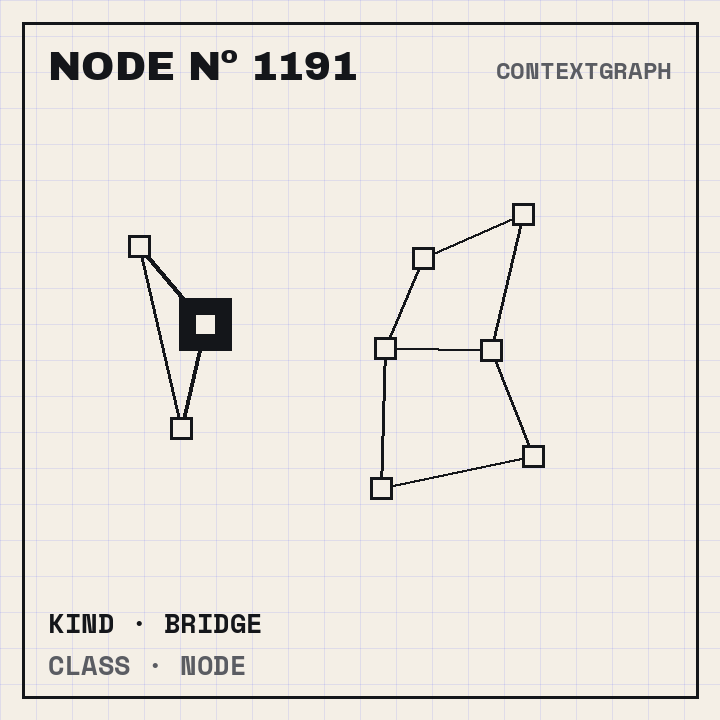 NODE Nº 1191
CONTEXTGRAPH
KIND · BRIDGE
CLASS · NODE